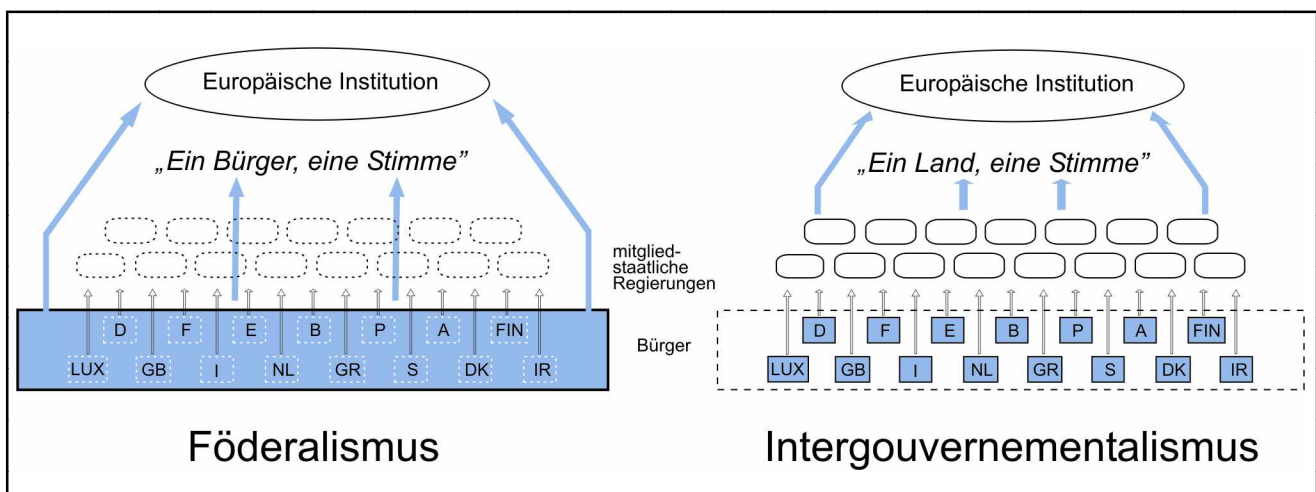 Europäische Institution
„Ein Bürger, eine Stimme”
D F E B P A FIN
LUX GB I NL GR S DK IR
Föderalismus
mitglied-
staatliche
Regierungen
Bürger
Europäische Institution
„Ein Land, eine Stimme”
D F E B P A FIN
LUX GB I NL GR S DK IR
Intergouvernementalismus